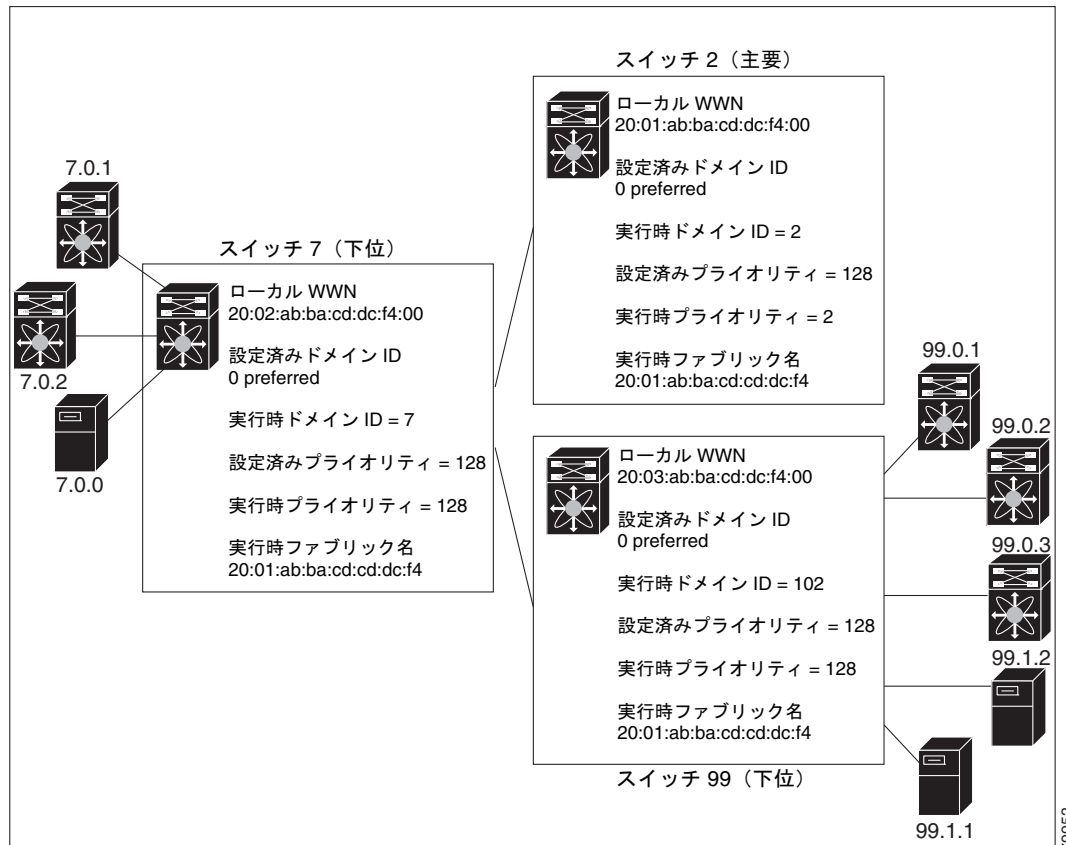 スイッチ 2（主要）
ローカル WWN
20:01:ab:ba:cd:dc:f4:00
設定済みドメイン ID
0 preferred
実行時ドメイン ID = 2
設定済みプライオリティ = 128
実行時プライオリティ = 2
実行時ファブリック名
20:01:ab:ba:cd:cd:dc:f4
7.0.1
7.0.2
7.0.0
スイッチ 7（下位）
ローカル WWN
20:02:ab:ba:cd:dc:f4:00
設定済みドメイン ID
0 preferred
実行時ドメイン ID = 7
設定済みプライオリティ = 128
実行時プライオリティ = 128
実行時ファブリック名
20:01:ab:ba:cd:cd:dc:f4
ローカル WWN
20:03:ab:ba:cd:dc:f4:00
設定済みドメイン ID
0 preferred
実行時ドメイン ID = 102
設定済みプライオリティ = 128
実行時プライオリティ = 128
実行時ファブリック名
20:01:ab:ba:cd:cd:dc:f4
スイッチ 99（下位）
99.0.1
99.0.2
99.0.3
99.1.2
99.1.1